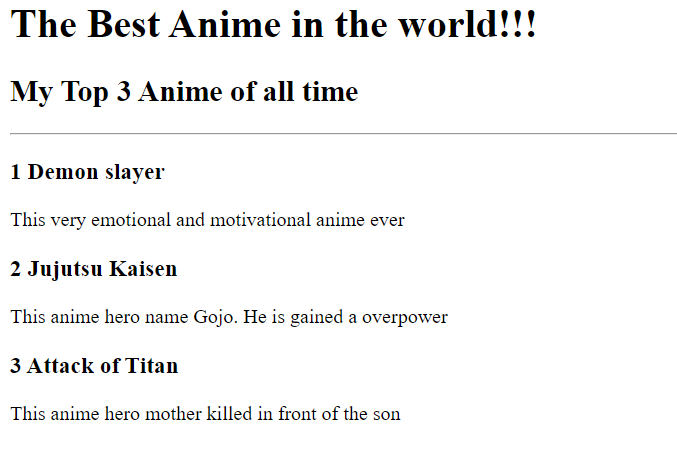 The Best Anime in the world!!!
My Top 3 Anime of all time
1 Demon slayer
This very emotional and motivational anime ever
2 Jujutsu Kaisen
This anime hero name Gojo. He is gained a overpower
3 Attack of Titan
This anime hero mother killed in front of the son